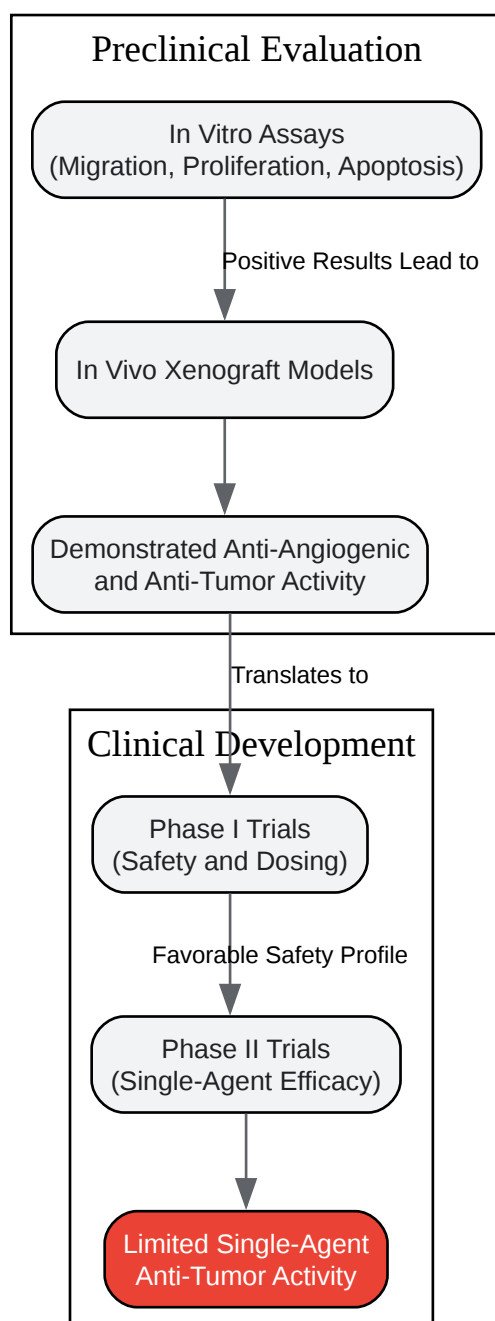 Preclinical Evaluation
In Vitro Assays
(Migration, Proliferation, Apoptosis)
Positive Results Lead to
In Vivo Xenograft Models
Demonstrated Anti-Angiogenic
and Anti-Tumor Activity
Translates to
Clinical Development
Phase I Trials
(Safety and Dosing)
Favorable Safety Profile
Phase II Trials
(Single-Agent Efficacy)
Limited Single-Agent
Anti-Tumor Activity